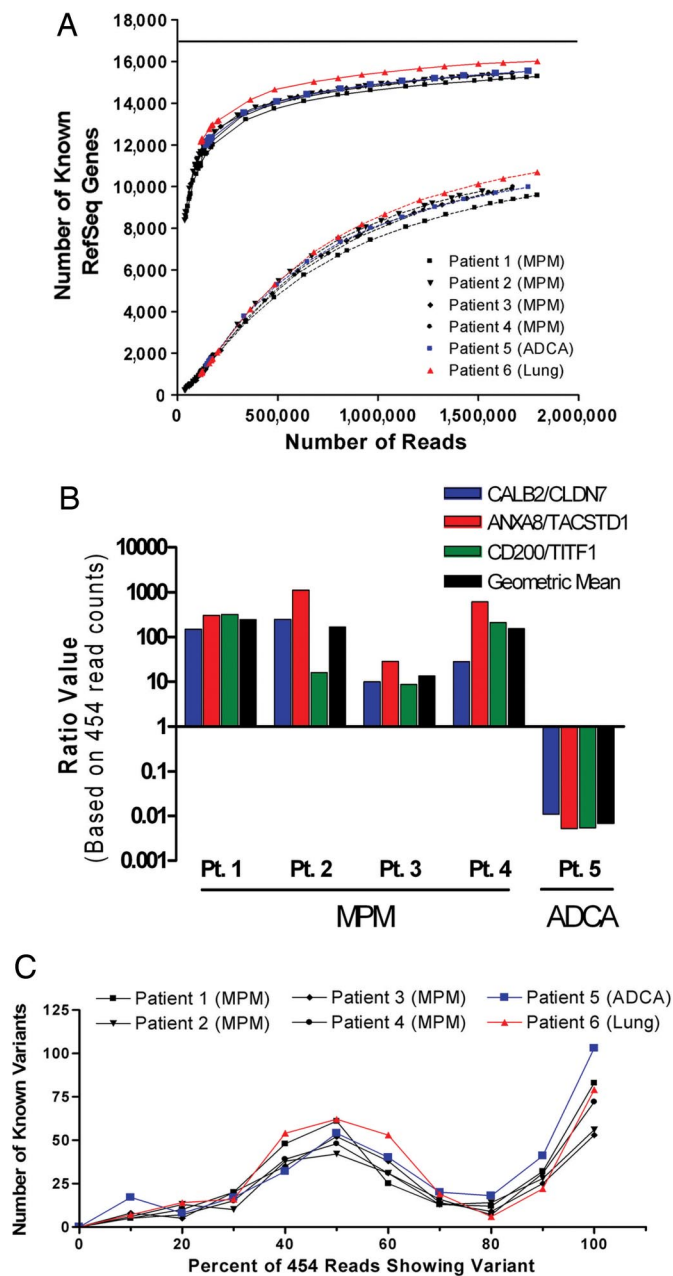 A
Number of Known
RefSeq Genes
18,000
16,000
14,000
12,000
10,000
8,000
6,000
4,000
2,000
0
0
500,000
1,000,000
1,500,000
2,000,000
Number of Reads
Patient 1 (MPM)
Patient 2 (MPM)
Patient 3 (MPM)
Patient 4 (MPM)
Patient 5 (ADCA)
Patient 6 (Lung)
B
CALB2/CLDN7
ANXA8/TACSTD1
CD200/TITF1
Geometric Mean
Ratio Value
(Based on 454 read counts)
10000
1000
100
10
1
0.1
0.01
0.001
Pt. 1
Pt. 2
Pt. 3
Pt. 4
Pt. 5
MPM
ADCA
C
Patient 1 (MPM)
Patient 3 (MPM)
Patient 5 (ADCA)
Patient 2 (MPM)
Patient 4 (MPM)
Patient 6 (Lung)
Number of Known Variants
125
100
75
50
25
0
0
20
40
60
80
100
Percent of 454 Reads Showing Variant